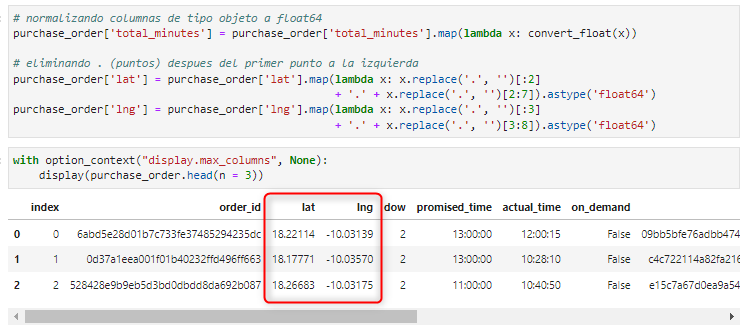 # normalizando columnas de tipo objeto a float64
purchase_order['total_minutes'] = purchase_order['total_minutes'].map(lambda x: convert_float(x))
# eliminando . (puntos) despues del primer punto a la izquierda
purchase_order['lat'] = purchase_order['lat'].map(lambda x: x.replace('.', '')[:2]
+ '.' + x.replace('.', '')[2:7]).astype('float64')
purchase_order['lng'] = purchase_order['lng'].map(lambda x: x.replace('.', '')[:3]
+ '.' + x.replace('.', '')[3:8]).astype('float64')
with option_context("display.max_columns", None):
display(purchase_order.head(n = 3))
index order_id lat lng dow promised_time actual_time on_demand
0 0 6abd5e28d01b7c733fe37485294235dc 18.22114 -10.03139 2 13:00:00 12:00:15 False 09bb5bfe76adbb474
1 1 0d37a1eea001f01b40232ffd496ff663 18.17771 -10.03570 2 13:00:00 10:28:10 False c4c722114a82fa216
2 2 528428e9b9eb5d3bd0dbdd8da692b087 18.26683 -10.03175 2 11:00:00 10:40:50 False e15c7a67d0ea9a54